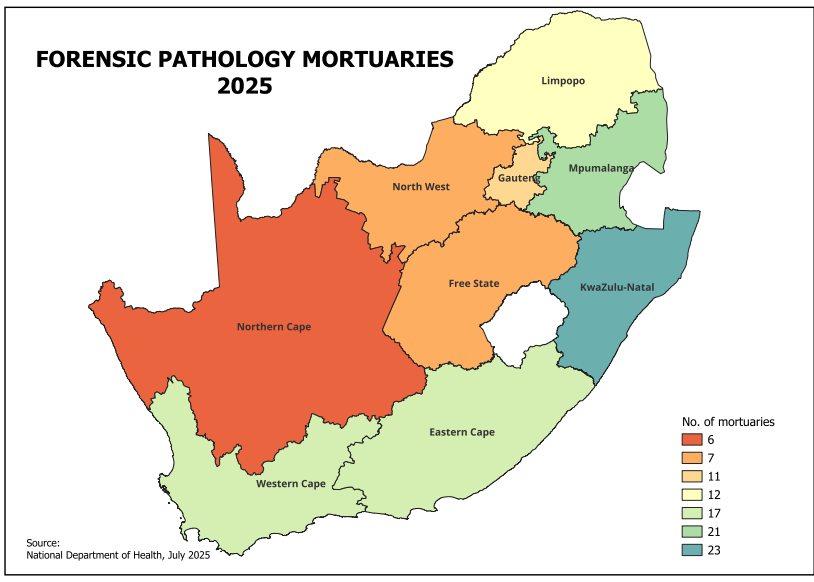 FORENSIC PATHOLOGY MORTUARIES
2025
Limpopo
Mpumalanga
Gauteng
North West
Free State
KwaZulu-Natal
Northern Cape
Eastern Cape
Western Cape
No. of mortuaries
6
7
11
12
17
21
23
Source:
National Department of Health, July 2025